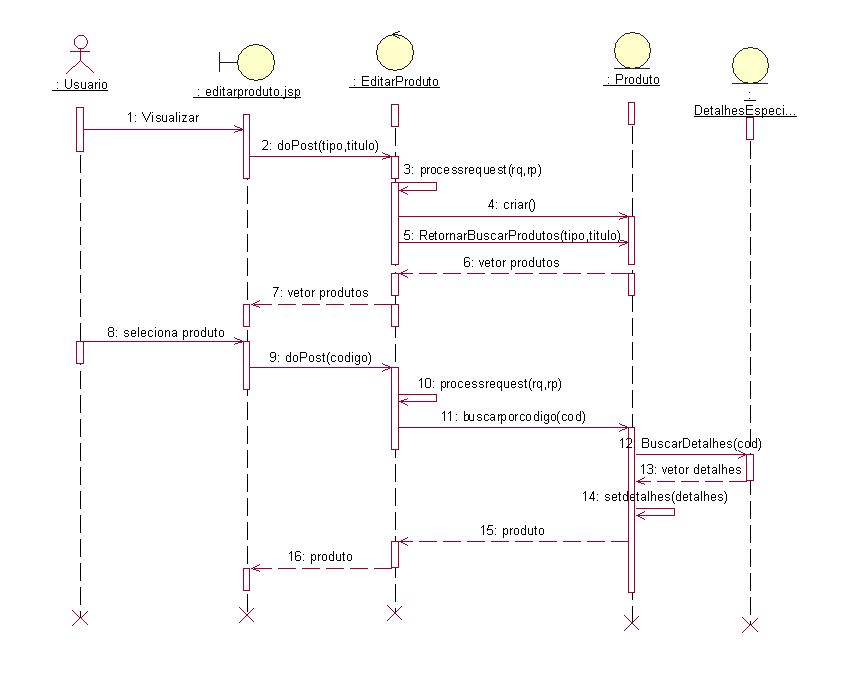 : Usuario
: editarproduto.jsp
: EditarProduto
: Produto
:
DetalhesEspeci...
1: Visualizar
2: doPost(tipo,titulo)
3: processrequest(rq,rp)
4: criar()
5: RetornarBuscarProdutos(tipo,titulo)
6: vetor produtos
7: vetor produtos
8: seleciona produto
9: doPost(codigo)
10: processrequest(rq,rp)
11: buscarporcodigo(cod)
12: BuscarDetalhes(cod)
13: vetor detalhes
14: setdetalhes(detalhes)
15: produto
16: produto